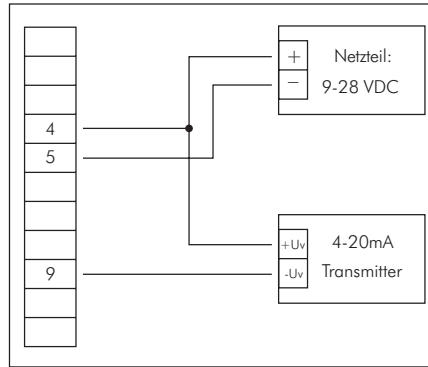 4
5
9
+
−
Netzteil:
9-28 VDC
+Uv
-Uv
4-20mA
Transmitter